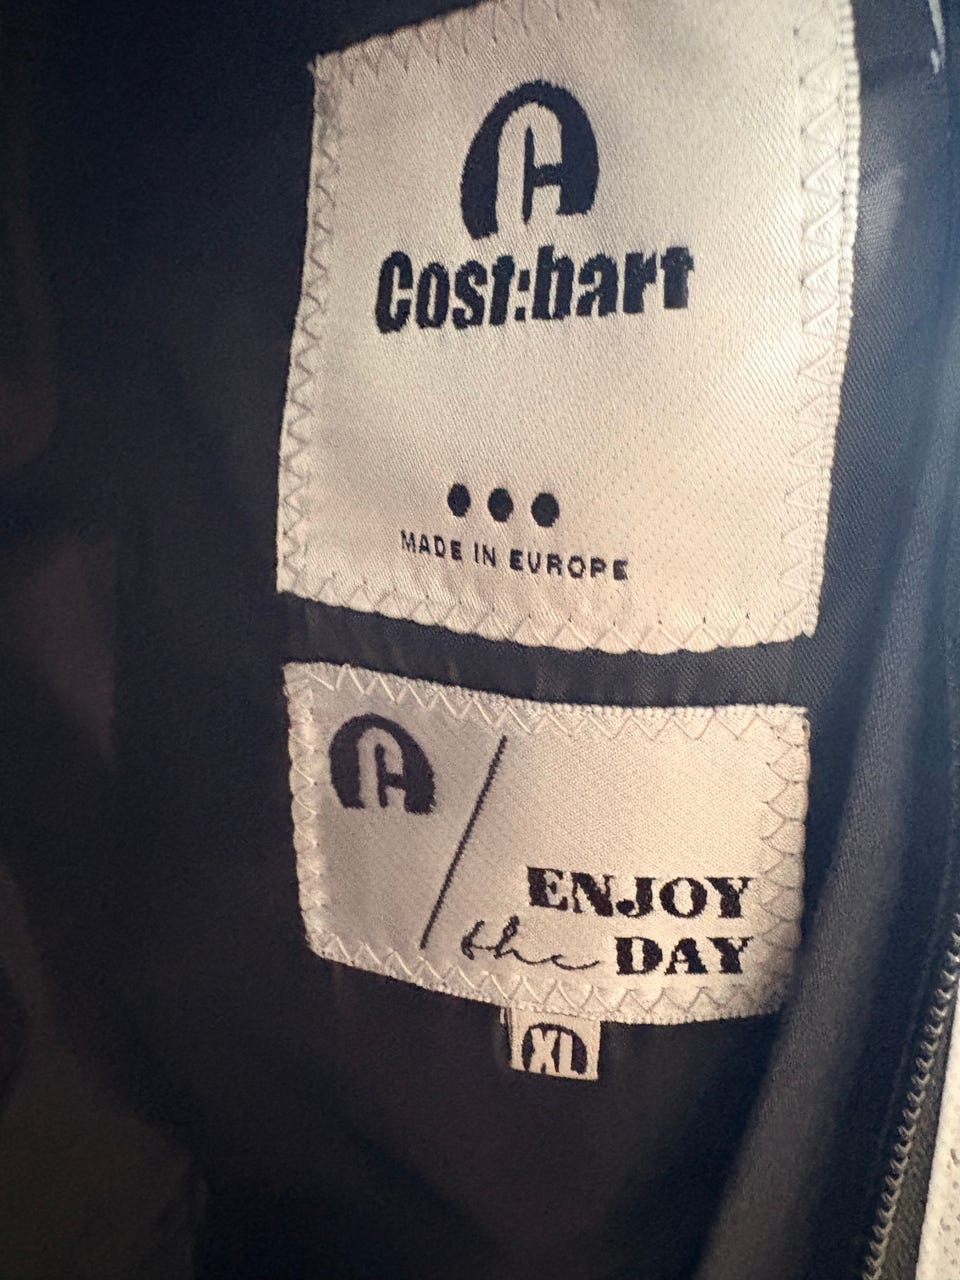 Cost:bart
MADE IN EUROPE
ENJOY
the DAY
XL